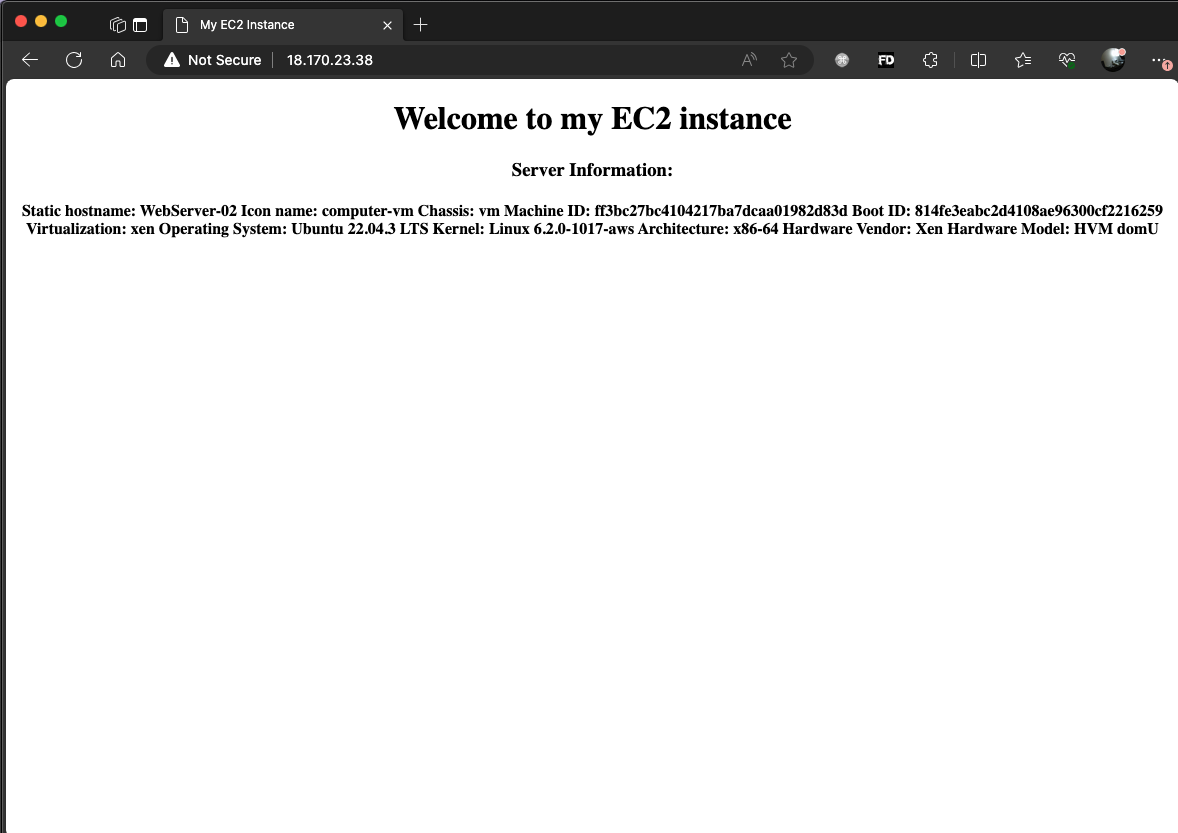 My EC2 Instance
Not Secure 18.170.23.38
FD
Welcome to my EC2 instance
Server Information:
Static hostname: WebServer-02 Icon name: computer-vm Chassis: vm Machine ID: ff3bc27bc4104217ba7dcaa01982d83d Boot ID: 814fe3eabc2d4108ae96300cf2216259
Virtualization: xen Operating System: Ubuntu 22.04.3 LTS Kernel: Linux 6.2.0-1017-aws Architecture: x86-64 Hardware Vendor: Xen Hardware Model: HVM domU